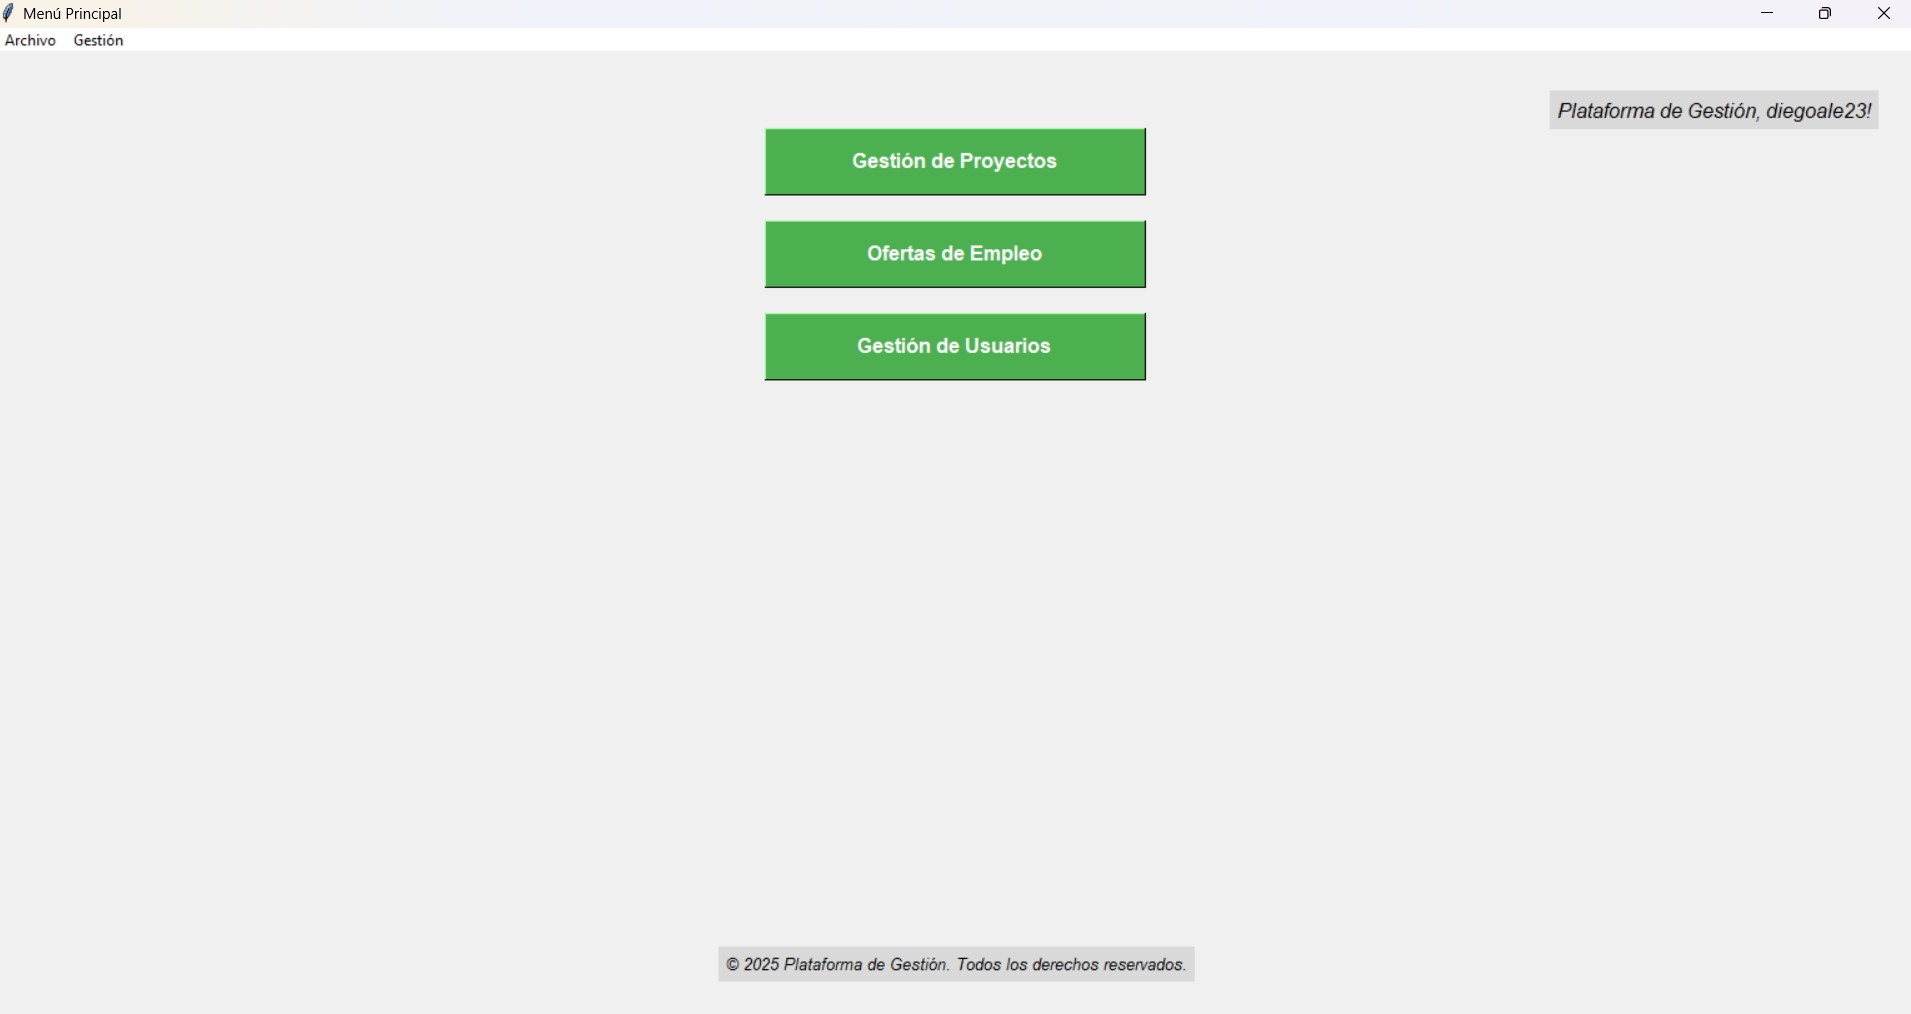 Menú Principal
Archivo Gestión
Plataforma de Gestión, diegoale23!
Gestión de Proyectos
Ofertas de Empleo
Gestión de Usuarios
© 2025 Plataforma de Gestión. Todos los derechos reservados.